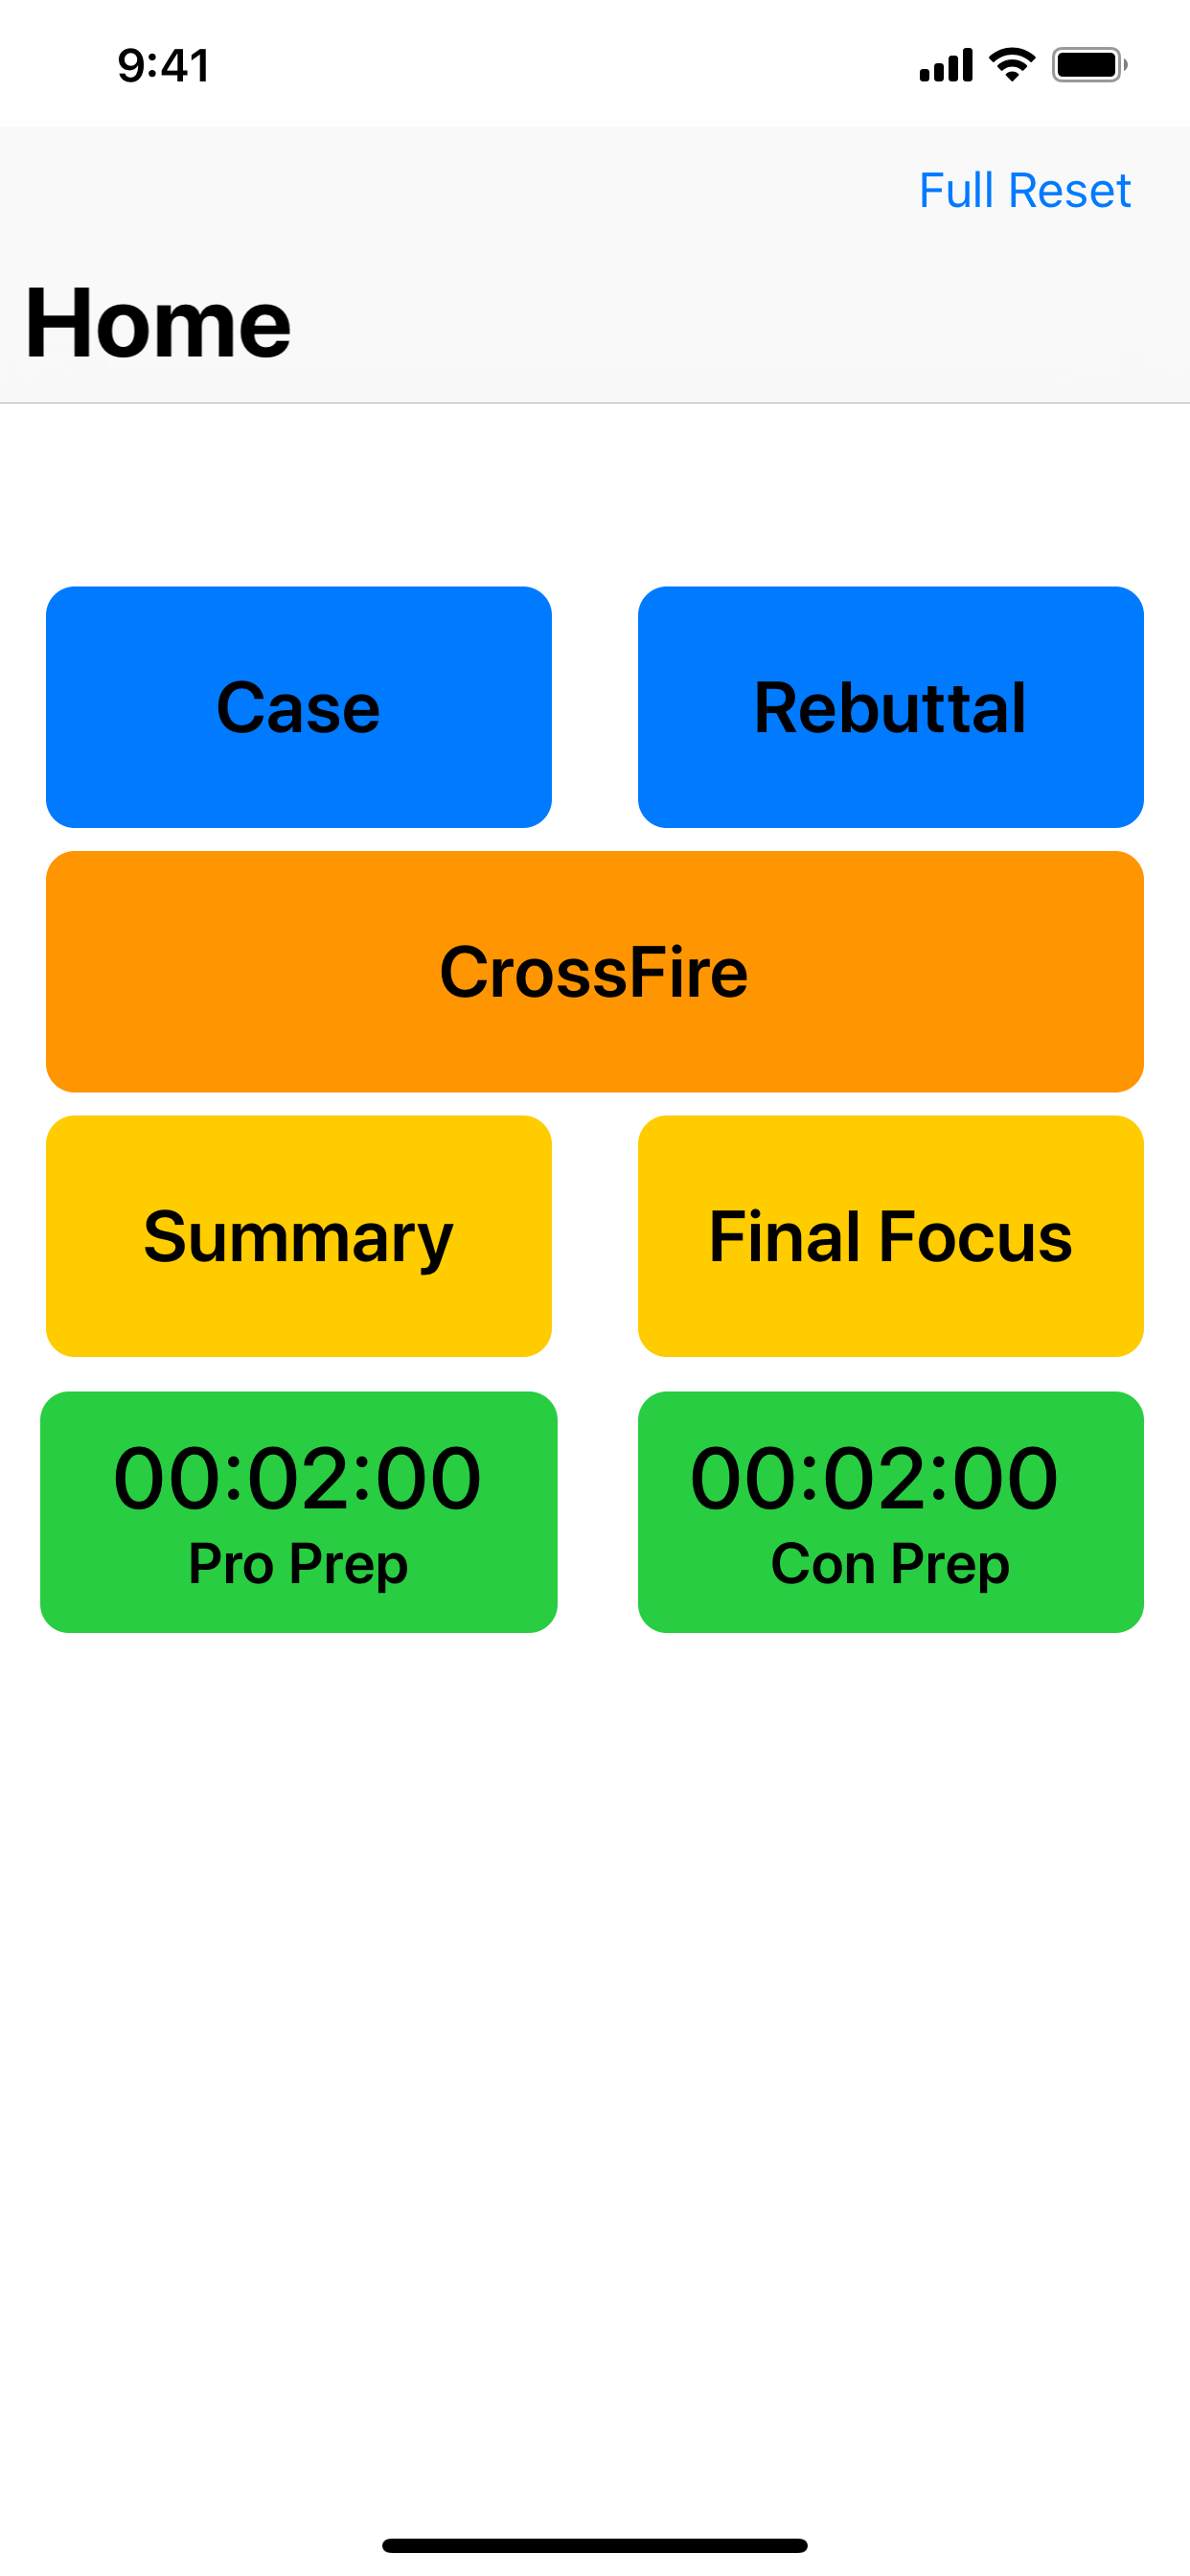 9:41
Full Reset
Home
Case
Rebuttal
CrossFire
Summary
Final Focus
00:02:00
Pro Prep
00:02:00
Con Prep